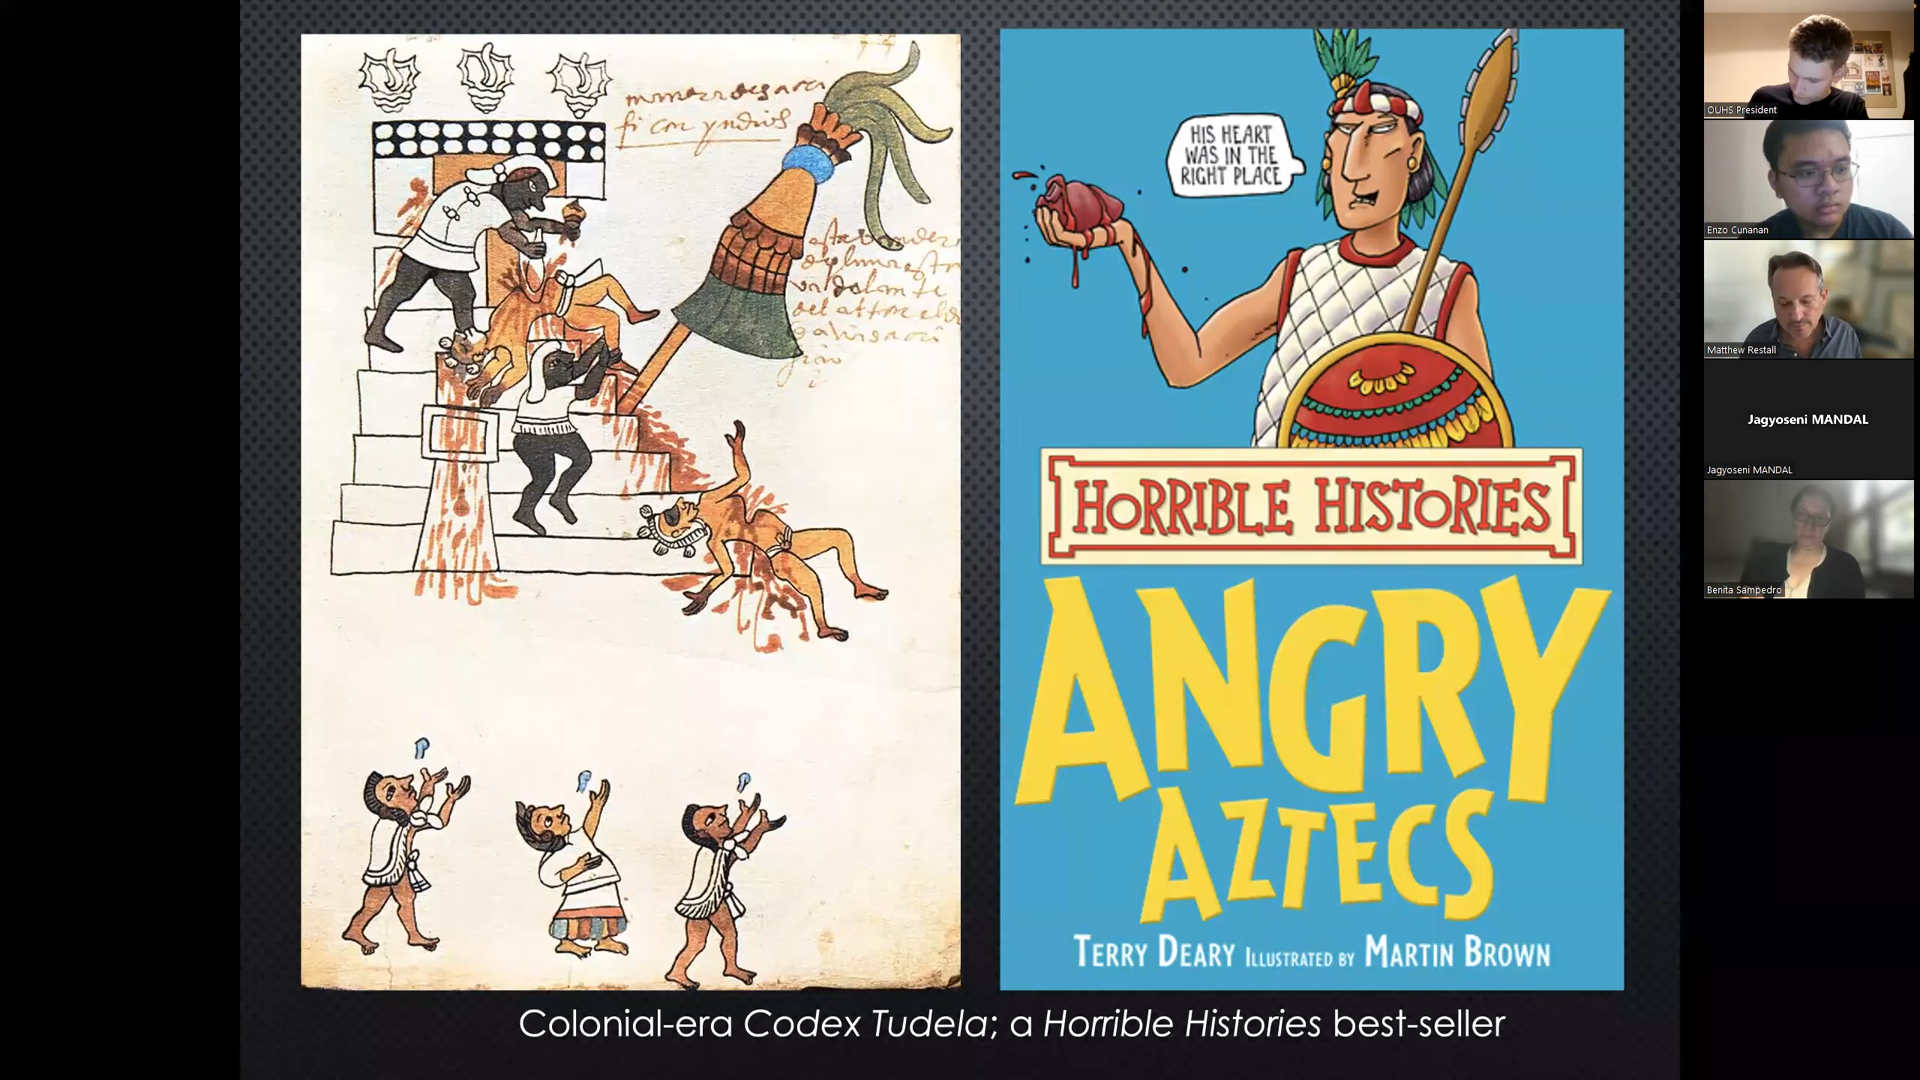 HIS HEART
WAS IN THE
RIGHT PLACE
HORRIBLE HISTORIES
ANGRY
AZTECS
TERRY DEARY ILLUSTRATED BY MARTIN BROWN
Colonial-era Codex Tudela; a Horrible Histories best-seller
OUHS President
Enzo Cunanan
Matthew Restall
Jagyoseni MANDAL
Jagyoseni MANDAL
Benita Sampedro